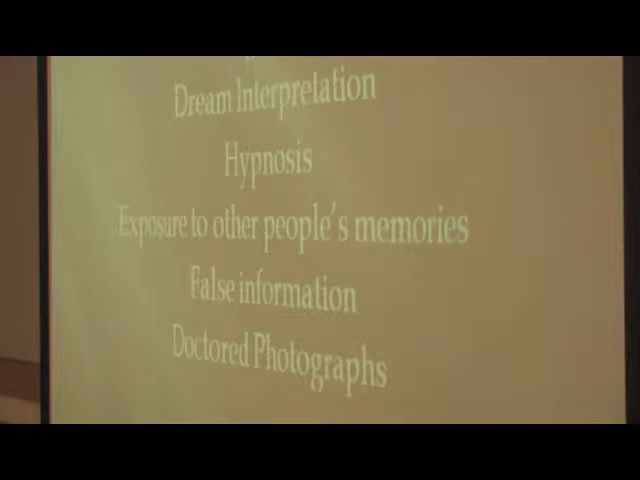 Dream Interpretation
Hypnosis
Exposure to other people's memories
False information
Doctored Photographs